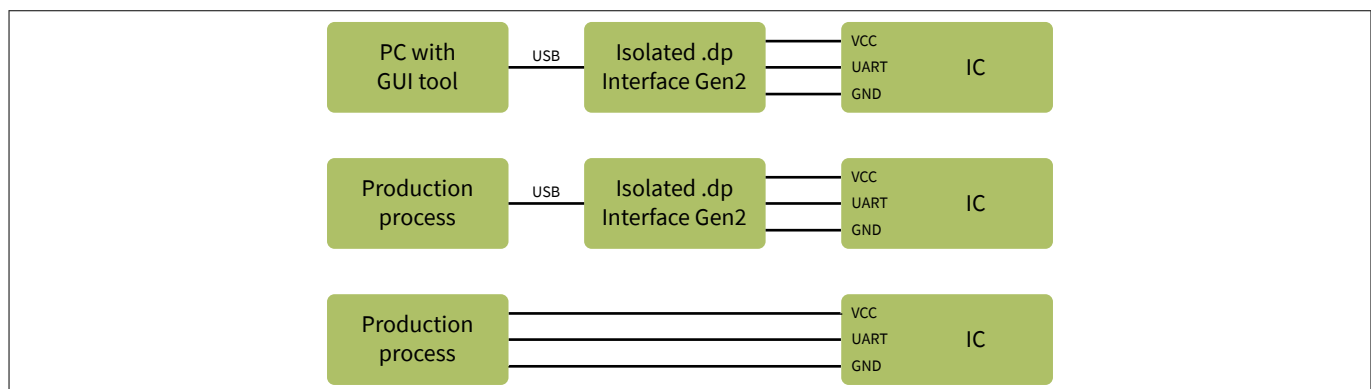 PC with
GUI tool
USB
Isolated .dp
Interface Gen2
VCC
UART
GND
IC
Production
process
USB
Isolated .dp
Interface Gen2
VCC
UART
GND
IC
Production
process
VCC
UART
GND
IC